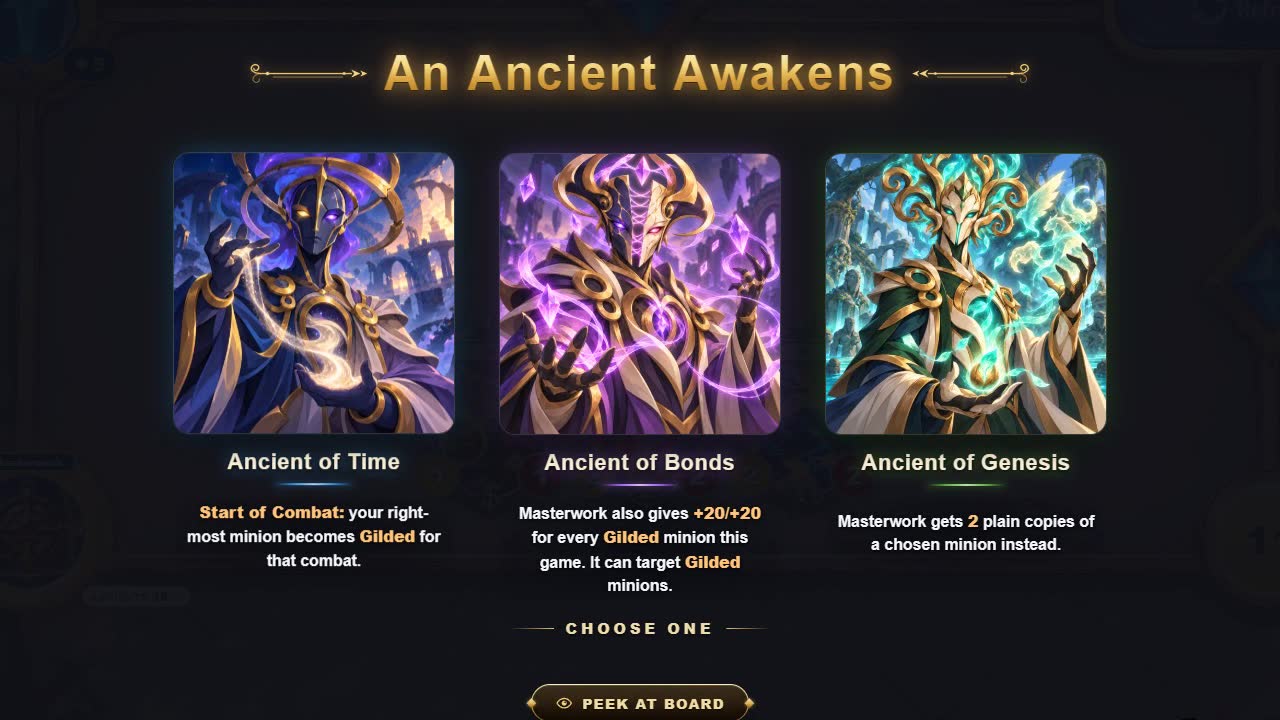 An Ancient Awakens
Ancient of Time
Start of Combat: your right-
most minion becomes Gilded for
that combat.
Ancient of Bonds
Masterwork also gives +20/+20
for every Gilded minion this
game. It can target Gilded
minions.
Ancient of Genesis
Masterwork gets 2 plain copies of
a chosen minion instead.
CHOOSE ONE
PEEK AT BOARD